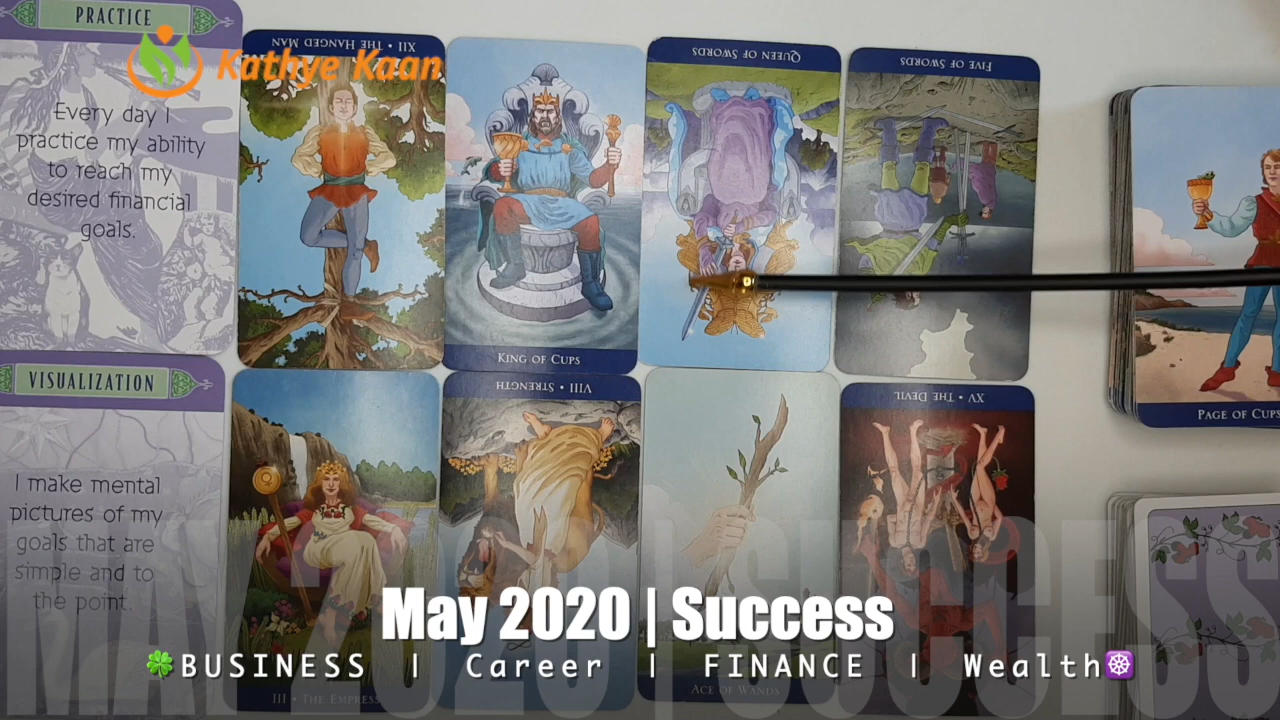 PRACTICE
Every day I
practice my ability
to reach my
desired financial
goals.
Kathye Kaan
XII • THE HANGED MAN
KING OF CUPS
QUEEN OF SWORDS
FIVE OF SWORDS
PAGE OF CUPS
VISUALIZATION
I make mental
pictures of my
goals that are
simple and to
the point.
III • THE EMPRESS
VIII • STRENGTH
ACE OF WANDS
XV • THE DEVIL
MAY 2020 | SUCCESS
May 2020 | Success
🍀BUSINESS | Career | FINANCE | Wealth☸